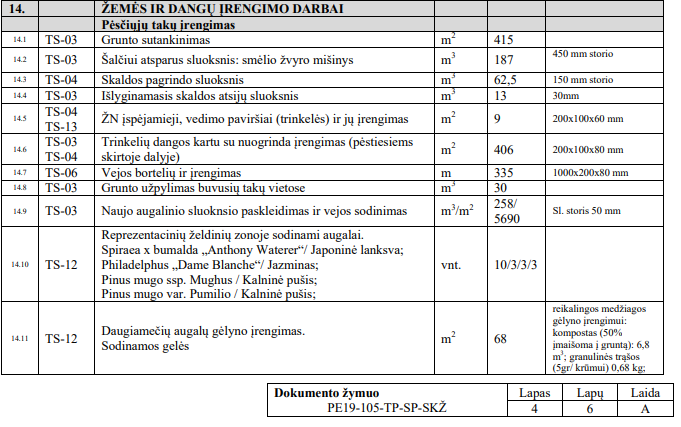 14. ŽEMĖS IR DANGŲ ĮRENGIMO DARBAI
Pėsčiųjų takų įrengimas
14.1 TS-03 Grunto sutankinimas m² 415
14.2 TS-03 Šalčiui atsparus sluoksnis: smėlio žvyro mišinys m³ 187 450 mm storio
14.3 TS-04 Skaldos pagrindo sluoksnis m³ 62,5 150 mm storio
14.4 TS-03 Išlyginamasis skaldos atsijų sluoksnis m³ 13 30mm
14.5 TS-04 TS-13 ŽN įspėjamieji, vedimo paviršiai (trinkelės) ir jų įrengimas m² 9 200x100x60 mm
14.6 TS-03 Trinkelių dangos kartu su nuogrinda įrengimas (pėstiesiems m² 406 200x100x80 mm
TS-04 skirtoje dalyje)
14.7 TS-06 Vejos bortelių ir įrengimas m 335 1000x200x80 mm
14.8 TS-03 Grunto užpylimas buvusių takų vietose m³ 30
14.9 TS-03 Naujo augalinio sluoknsio paskleidimas ir vejos sodinimas m³/m² 258/ 5690 Sl. storis 50 mm
Reprezentacinių želdinių zonoje sodinami augalai.
Spiraea x bumalda „Anthony Waterer“/ Japoninė lanksva;
14.10 TS-12 Philadelphus „Dame Blanche“/ Jazminas; vnt. 10/3/3/3
Pinus mugo ssp. Mughus / Kalninė pušis;
Pinus mugo var. Pumilio / Kalninė pušis;
14.11 TS-12 Daugiamečių augalų gėlyno įrengimas. m² 68
Sodinamos gėlės
reikalingos medžiagos
gėlyno įrengimui:
kompostas (50%
įmaišoma į gruntą): 6,8
m³; granulinės trąšos
(5gr/ krūmui) 0,68 kg;
Dokumento žymuo Lapas Lapų Laida
PE19-105-TP-SP-SKŽ 4 6 A